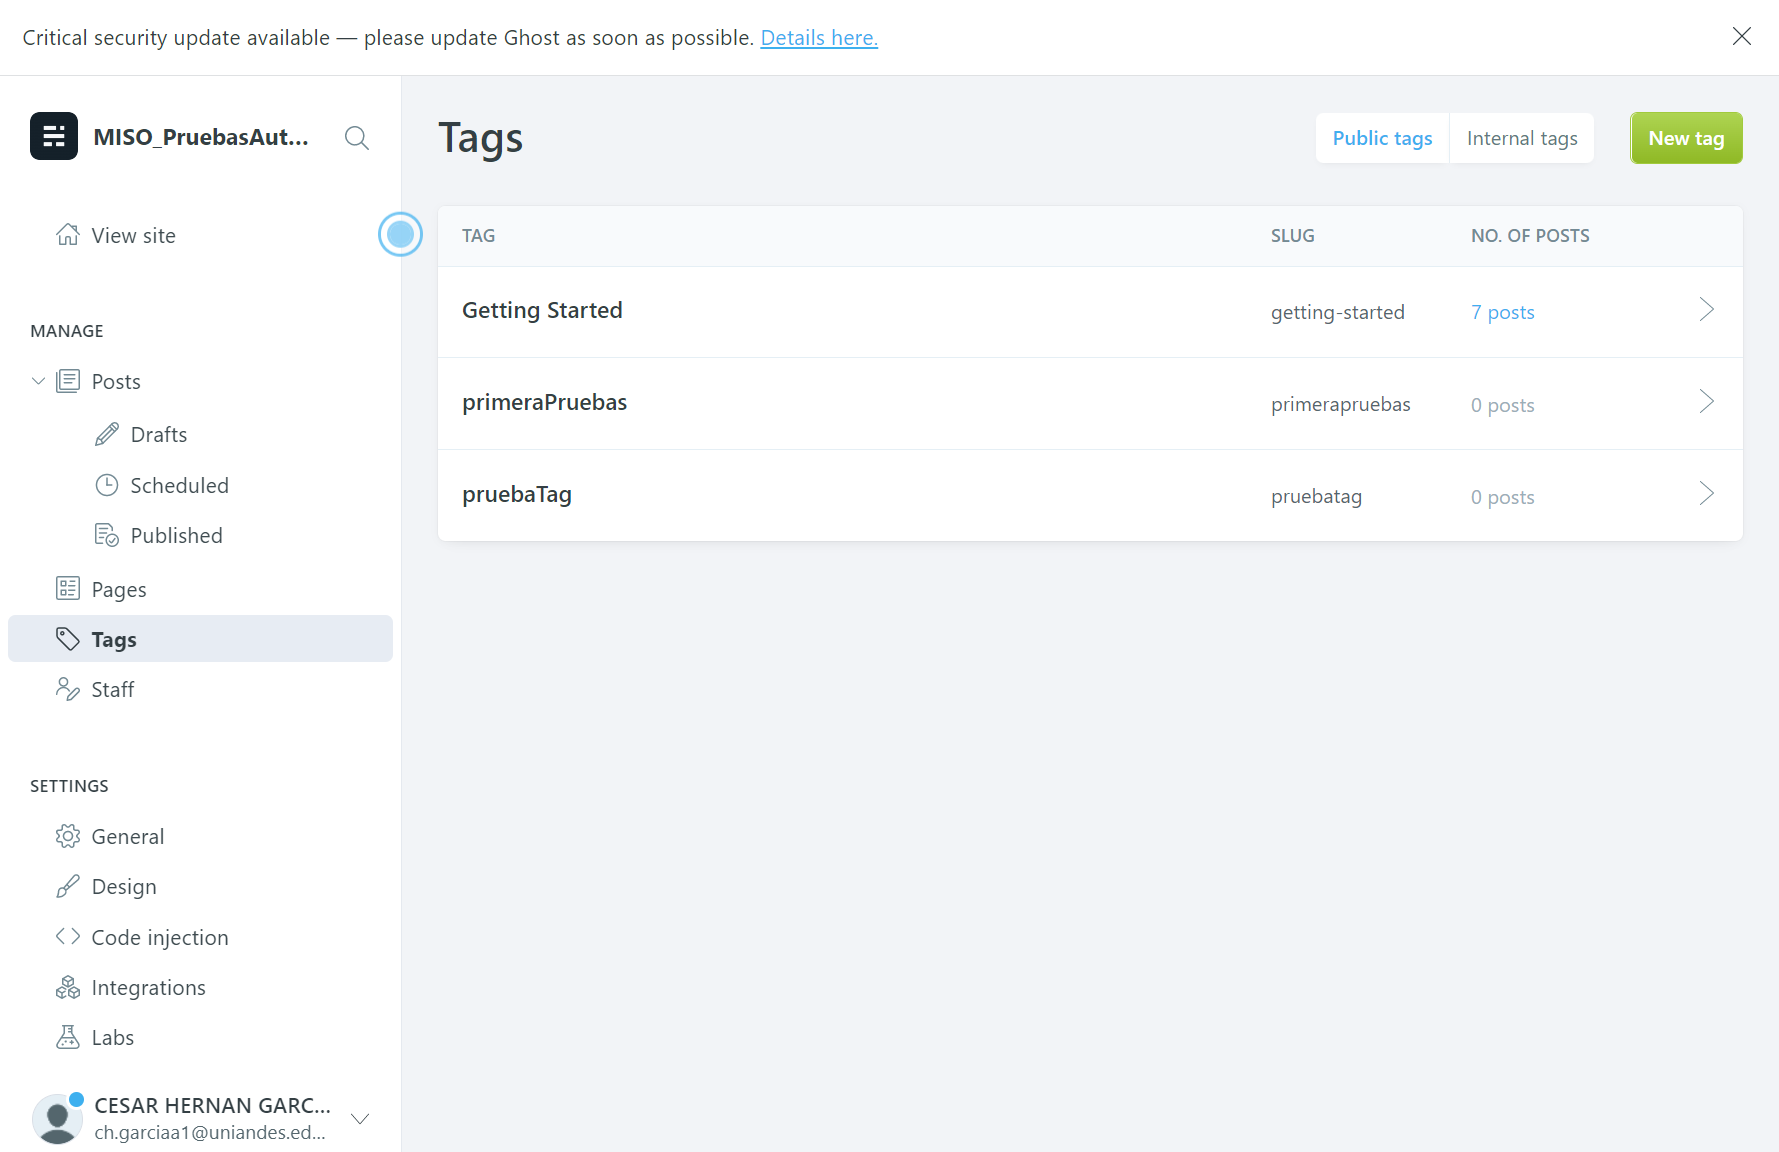 Critical security update available — please update Ghost as soon as possible. Details here.
MISO_PruebasAut...
View site
MANAGE
Posts
Drafts
Scheduled
Published
Pages
Tags
Staff
SETTINGS
General
Design
Code injection
Integrations
Labs
CESAR HERNAN GARC...
ch.garciaa1@uniandes.ed...
Tags
Public tags Internal tags New tag
TAG SLUG NO. OF POSTS
Getting Started getting-started 7 posts
primeraPruebas primerapruebas 0 posts
pruebaTag pruebatag 0 posts